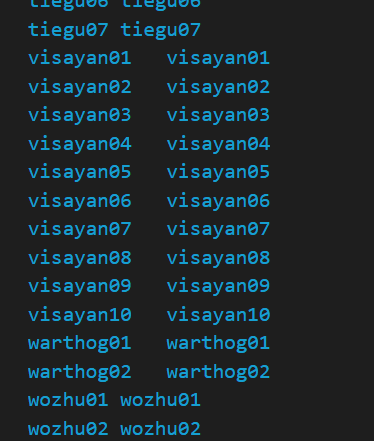 tiegu06 tiegu06
tiegu07 tiegu07
visayan01 visayan01
visayan02 visayan02
visayan03 visayan03
visayan04 visayan04
visayan05 visayan05
visayan06 visayan06
visayan07 visayan07
visayan08 visayan08
visayan09 visayan09
visayan10 visayan10
warthog01 warthog01
warthog02 warthog02
wozhu01 wozhu01
wozhu02 wozhu02